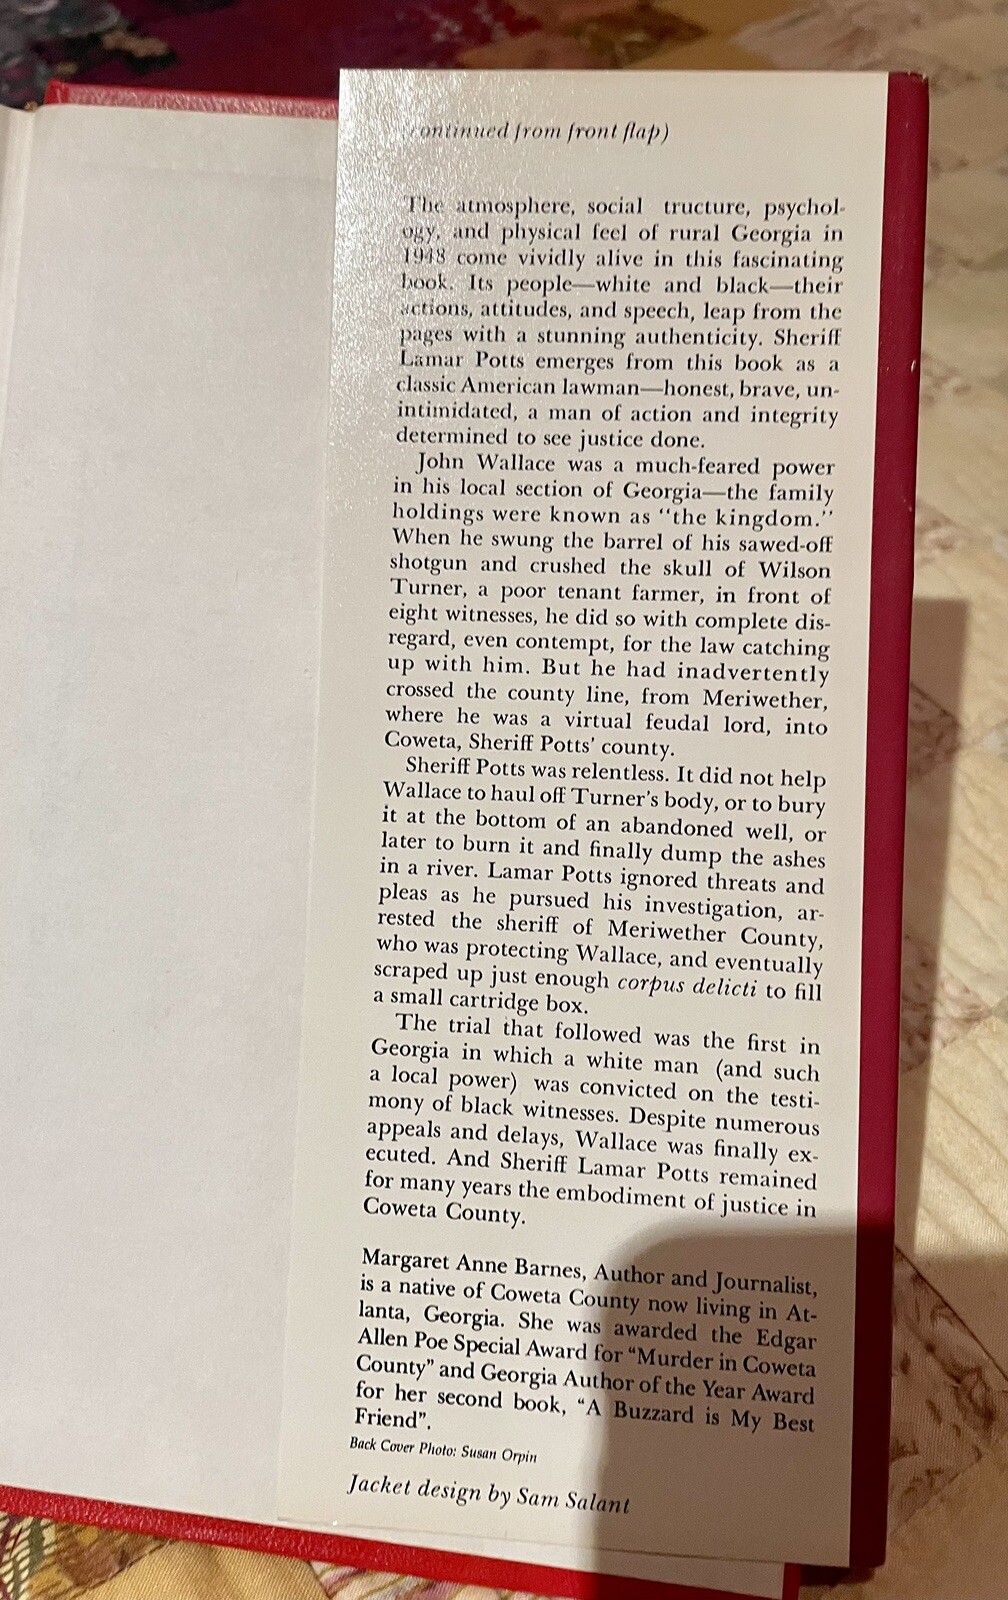 continued from front flap)
The atmosphere, social tructure, psychol-
ogy, and physical feel of rural Georgia in
1948 come vividly alive in this fascinating
book. Its people—white and black—their
actions, attitudes, and speech, leap from the
pages with a stunning authenticity. Sheriff
Lamar Potts emerges from this book as a
classic American lawman—honest, brave, un-
intimidated, a man of action and integrity
determined to see justice done.
John Wallace was a much-feared power
in his local section of Georgia—the family
holdings were known as "the kingdom."
When he swung the barrel of his sawed-off
shotgun and crushed the skull of Wilson
Turner, a poor tenant farmer, in front of
eight witnesses, he did so with complete dis-
regard, even contempt, for the law catching
up with him. But he had inadvertently
crossed the county line, from Meriwether,
where he was a virtual feudal lord, into
Coweta, Sheriff Potts' county.
Sheriff Potts was relentless. It did not help
Wallace to haul off Turner's body, or to bury
it at the bottom of an abandoned well, or
later to burn it and finally dump the ashes
in a river. Lamar Potts ignored threats and
pleas as he pursued his investigation, ar-
rested the sheriff of Meriwether County,
who was protecting Wallace, and eventually
scraped up just enough corpus delicti to fill
a small cartridge box.
The trial that followed was the first in
Georgia in which a white man (and such
a local power) was convicted on the testi-
mony of black witnesses. Despite numerous
appeals and delays, Wallace was finally ex-
ecuted. And Sheriff Lamar Potts remained
for many years the embodiment of justice in
Coweta County.
Margaret Anne Barnes, Author and Journalist,
is a native of Coweta County now living in At-
lanta, Georgia. She was awarded the Edgar
Allen Poe Special Award for "Murder in Coweta
County" and Georgia Author of the Year Award
for her second book, "A Buzzard is My Best
Friend".
Back Cover Photo: Susan Orpin
Jacket design by Sam Salant